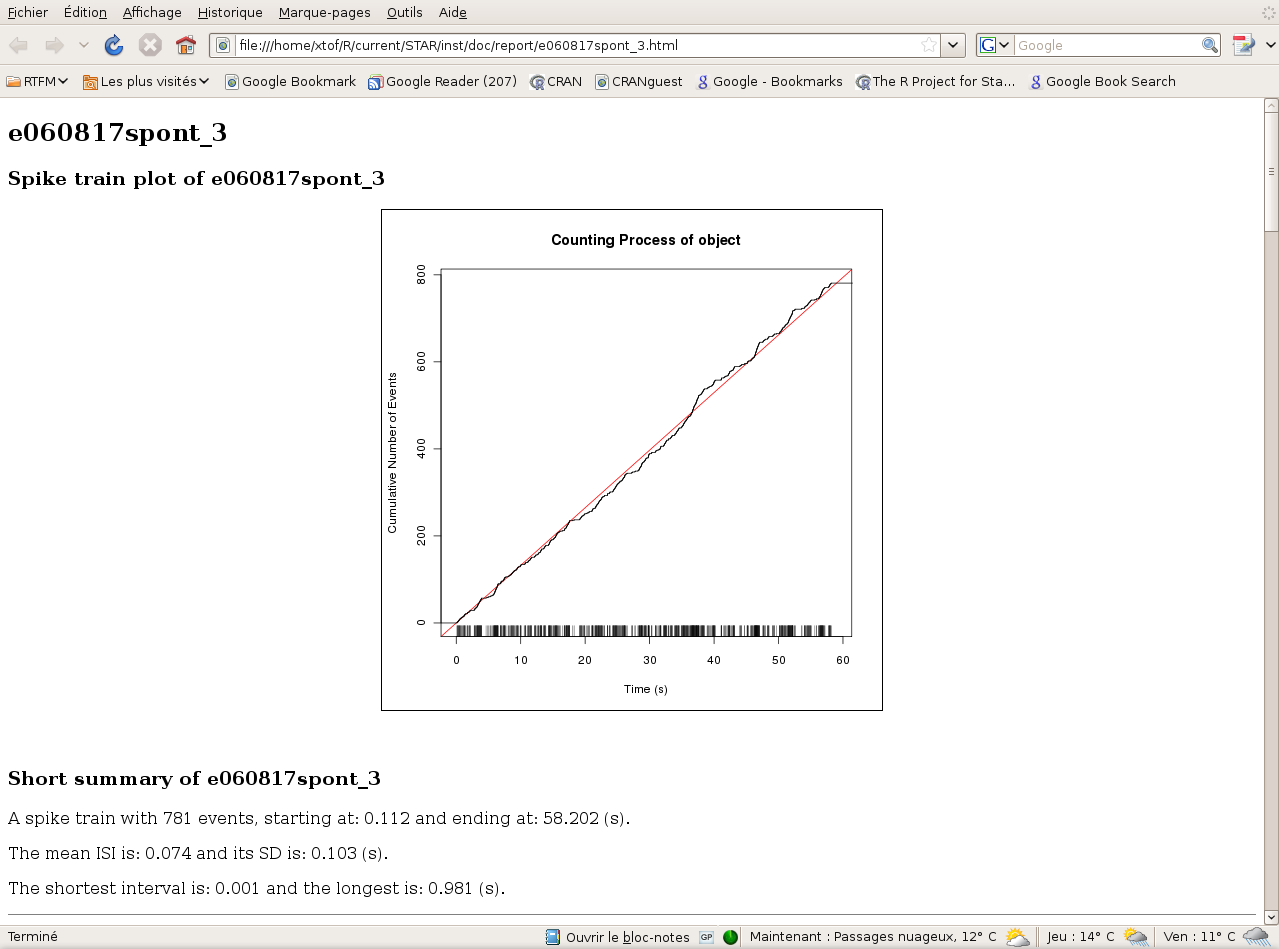 Fichier Édition Affichage Historique Marque-pages Outils Aide
file:///home/xtof/R/current/STAR/inst/doc/report/e060817spont_3.html G Google
RTFM Les plus visités Google Bookmark Google Reader (207) CRAN CRANguest Google - Bookmarks The R Project for Sta... Google Book Search
e060817spont_3
Spike train plot of e060817spont_3
Counting Process of object
Cumulative Number of Events
800
600
400
200
0
0 10 20 30 40 50 60
Time (s)
Short summary of e060817spont_3
A spike train with 781 events, starting at: 0.112 and ending at: 58.202 (s).
The mean ISI is: 0.074 and its SD is: 0.103 (s).
The shortest interval is: 0.001 and the longest is: 0.981 (s).
Terminé Ouvrir le bloc-notes GP Maintenant : Passages nuageux, 12° C Jeu : 14° C Ven : 11° C